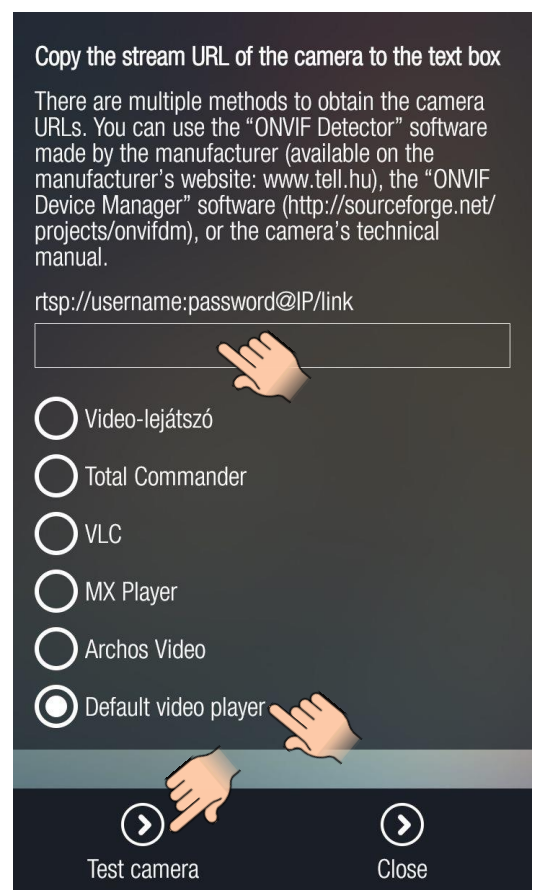 Copy the stream URL of the camera to the text box
There are multiple methods to obtain the camera
URLs. You can use the “ONVIF Detector” software
made by the manufacturer (available on the
manufacturer’s website: www.tell.hu), the “ONVIF
Device Manager” software (http://sourceforge.net/
projects/onvifdm), or the camera’s technical
manual.
rtsp://username:password@IP/link
Video-lejátszó
Total Commander
VLC
MX Player
Archos Video
Default video player
Test camera
Close